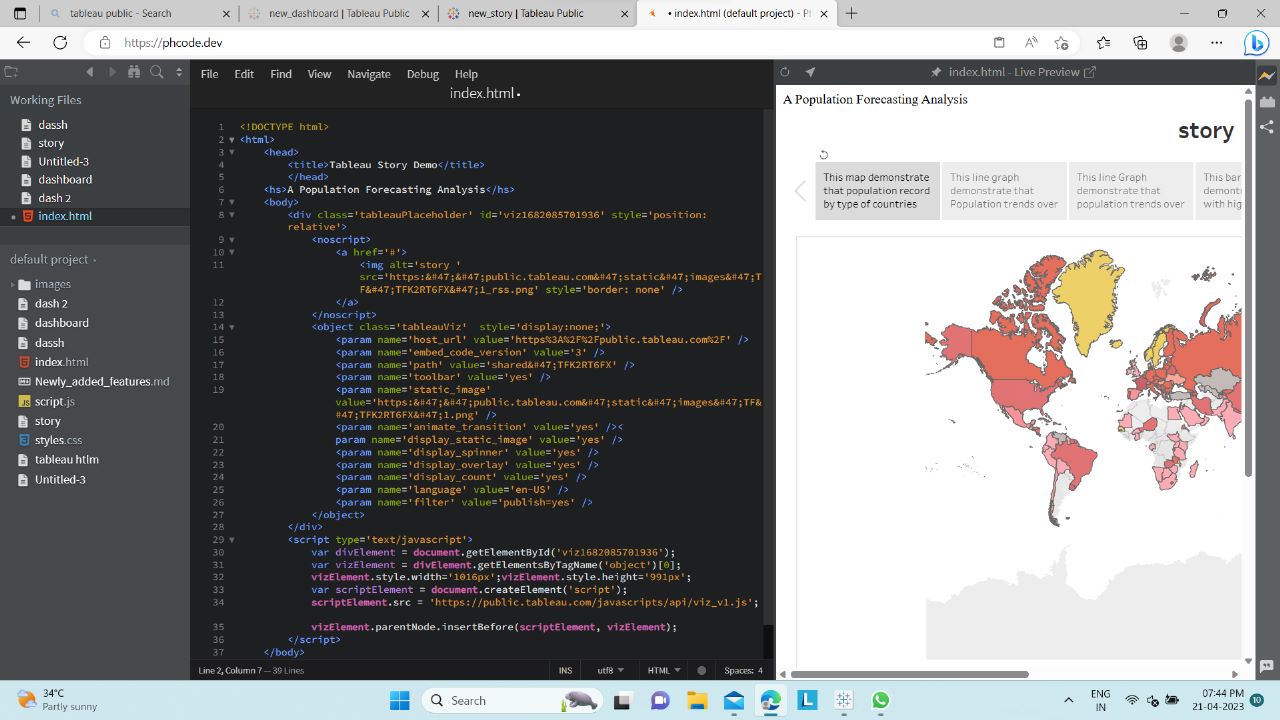 tableau public - Search
new_dashboard | Tableau Public
new_story | Tableau Public
• index.html (default project) - Ph
https://phcode.dev
File Edit Find View Navigate Debug Help
index.html •
Working Files
dassh
story
Untitled-3
dashboard
dash 2
index.html
default project
images
dash 2
dashboard
dassh
index.html
Newly_added_features.md
script.js
story
styles.css
tableau htlm
Untitled-3
1 <!DOCTYPE html>
2 <html>
3 <head>
4 <title>Tableau Story Demo</title>
5 </head>
6 <hs>A Population Forecasting Analysis</hs>
7 <body>
8 <div class='tableauPlaceholder' id='viz1682085701936' style='position:
relative'>
9 <noscript>
10 <a href='#'>
11 <img alt='story '
src='https:&#47;&#47;public.tableau.com&#47;static&#47;images&#47;T
F&#47;TFK2RT6FX&#47;1_rss.png' style='border: none' />
12 </a>
13 </noscript>
14 <object class='tableauViz'  style='display:none;'>
15 <param name='host_url' value='https%3A%2F%2Fpublic.tableau.com%2F' />
16 <param name='embed_code_version' value='3' />
17 <param name='path' value='shared&#47;TFK2RT6FX' />
18 <param name='toolbar' value='yes' />
19 <param name='static_image'
value='https:&#47;&#47;public.tableau.com&#47;static&#47;images&#47;TF&
#47;TFK2RT6FX&#47;1.png' />
20 <param name='animate_transition' value='yes' /><
21 param name='display_static_image' value='yes' />
22 <param name='display_spinner' value='yes' />
23 <param name='display_overlay' value='yes' />
24 <param name='display_count' value='yes' />
25 <param name='language' value='en-US' />
26 <param name='filter' value='publish=yes' />
27 </object>
28 </div>
29 <script type='text/javascript'>
30 var divElement = document.getElementById('viz1682085701936');
31 var vizElement = divElement.getElementsByTagName('object')[0];
32 vizElement.style.width='1016px';vizElement.style.height='991px';
33 var scriptElement = document.createElement('script');
34 scriptElement.src = 'https://public.tableau.com/javascripts/api/viz_v1.js';
35 vizElement.parentNode.insertBefore(scriptElement, vizElement);
36 </script>
37 </body>
Line 2, Column 7 — 39 Lines
INS utf8 HTML Spaces: 4
index.html - Live Preview
A Population Forecasting Analysis
story
This map demonstrate
that population record
by type of countries
This line graph
demonstrate that
Population trends over
This line Graph
demonstrate that
population trends over
This bar
demont
with hig
34°C
Partly sunny
Search
ENG
IN
07:44 PM
21-04-2023
10